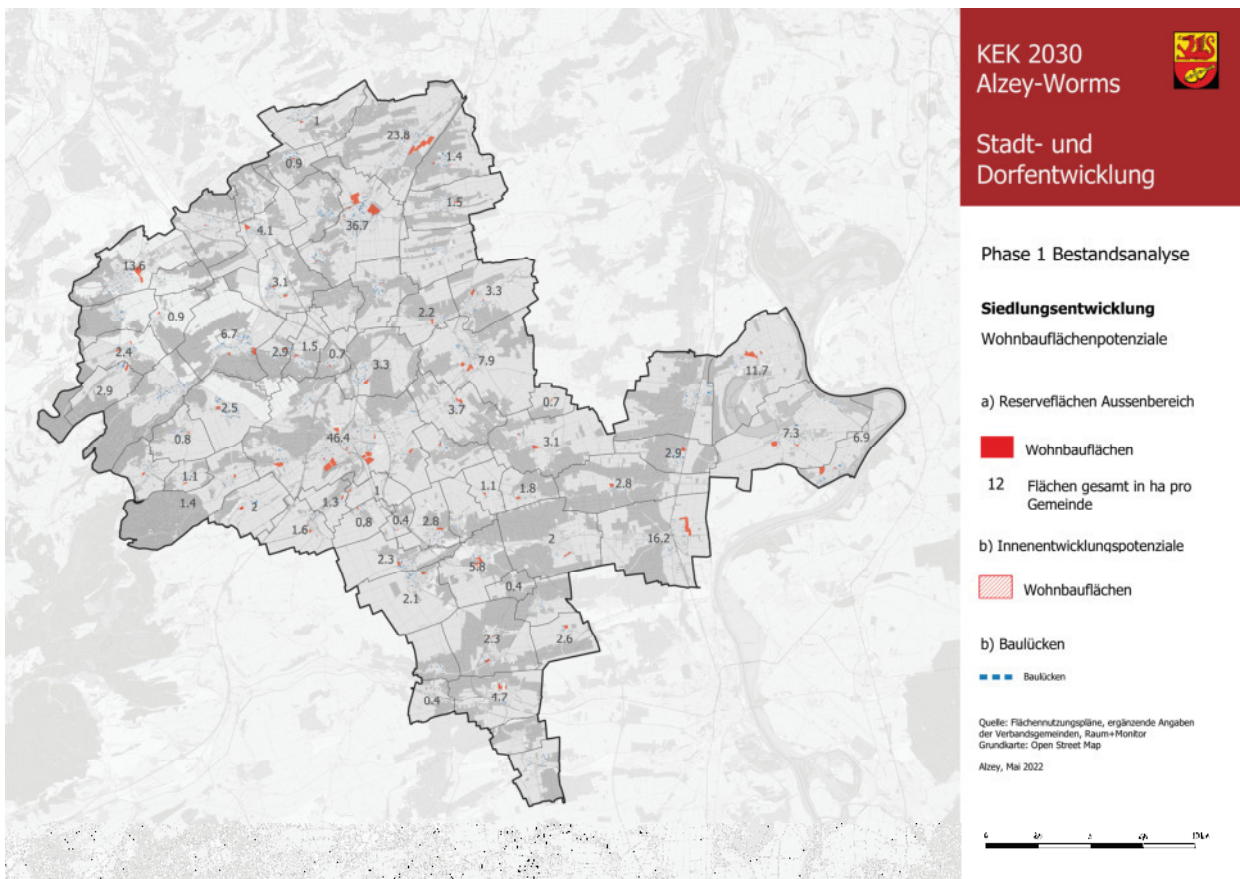 KEK 2030
Alzey-Worms
Stadt- und
Dorfentwicklung
Phase 1 Bestandsanalyse
Siedlungsentwicklung
Wohnbauflächenpotenziale
a) Reserveflächen Aussenbereich
Wohnbauflächen
12 Flächen gesamt in ha pro
Gemeinde
b) Innenentwicklungspotenziale
Wohnbauflächen
b) Baulücken
Baulücken
Quelle: Flächennutzungspläne, ergänzende Angaben
der Verbandsgemeinden, Raum+Monitor
Grundkarte: Open Street Map
Alzey, Mai 2022
1
23.8
0.9
1.4
1.5
36.7
4.1
13.6
3.1
3.3
0.9
2.2
6.7
2.4
2.9
1.5
0.7
3.3
7.9
11.7
2.9
2.5
3.7
0.7
46.4
0.8
3.1
7.3
6.9
2.9
1.1
1.4
2
1.3
1
1.1
1.8
2.8
1.6
0.8
0.4
2.8
2
16.2
2.3
5.8
2.1
0.4
2.3
2.6
0.4
4.7